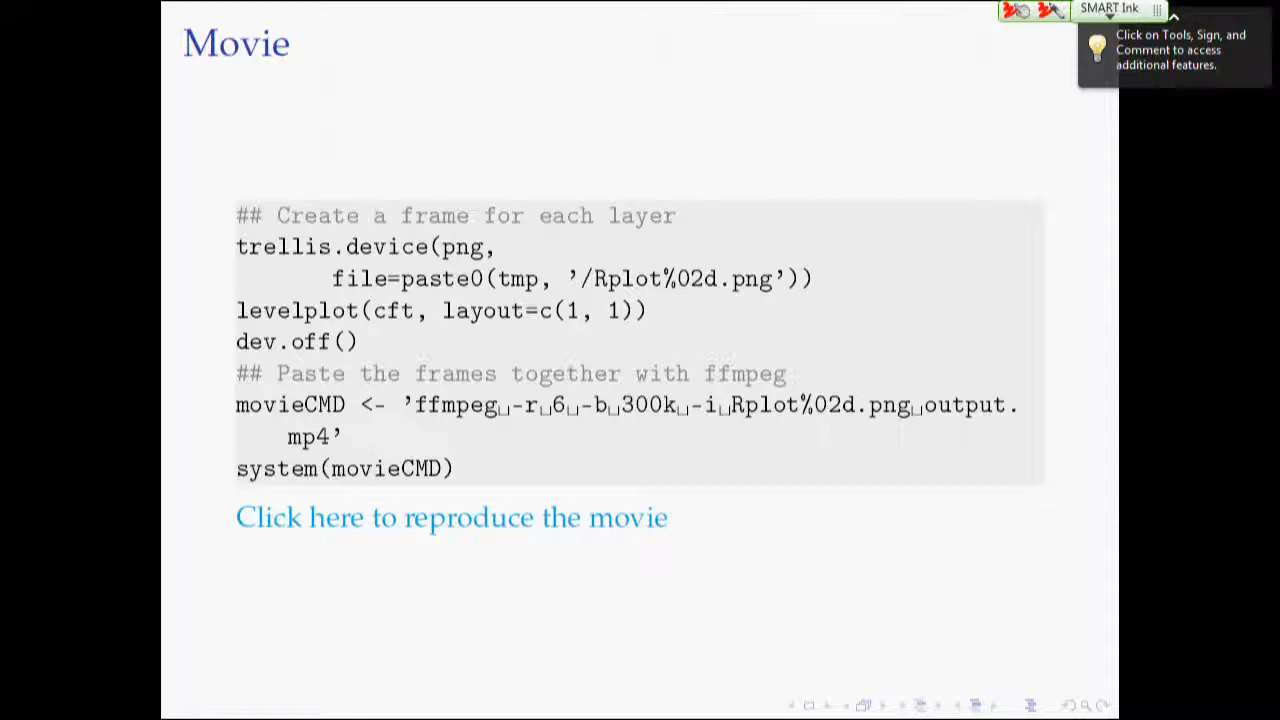 Movie
SMART Ink
Click on Tools, Sign, and
Comment to access
additional features.
## Create a frame for each layer
trellis.device(png,
file=paste0(tmp, '/Rplot%02d.png'))
levelplot(cft, layout=c(1, 1))
dev.off()
## Paste the frames together with ffmpeg
movieCMD <- 'ffmpeg␣-r␣6␣-b␣300k␣-i␣Rplot%02d.png␣output.
mp4'
system(movieCMD)
Click here to reproduce the movie